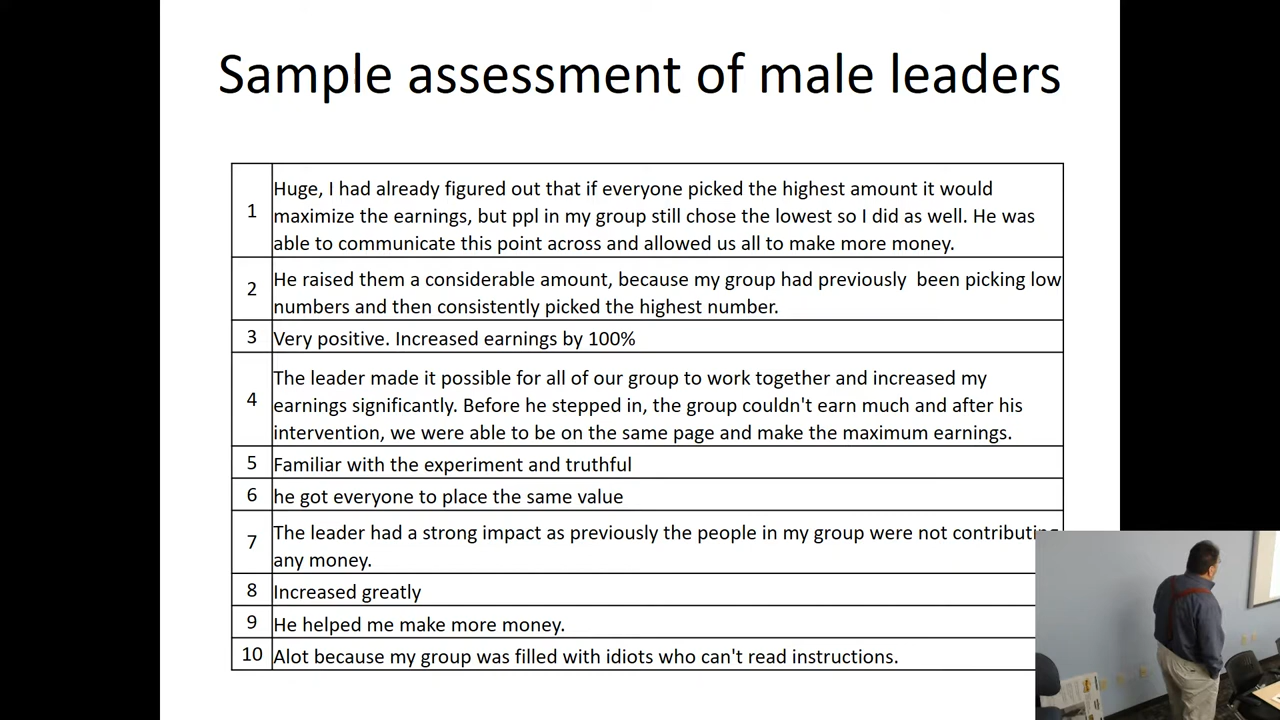 Sample assessment of male leaders
1
Huge, I had already figured out that if everyone picked the highest amount it would
maximize the earnings, but ppl in my group still chose the lowest so I did as well. He was
able to communicate this point across and allowed us all to make more money.
2
He raised them a considerable amount, because my group had previously  been picking low
numbers and then consistently picked the highest number.
3
Very positive. Increased earnings by 100%
4
The leader made it possible for all of our group to work together and increased my
earnings significantly. Before he stepped in, the group couldn't earn much and after his
intervention, we were able to be on the same page and make the maximum earnings.
5
Familiar with the experiment and truthful
6
he got everyone to place the same value
7
The leader had a strong impact as previously the people in my group were not contributing
any money.
8
Increased greatly
9
He helped me make more money.
10
Alot because my group was filled with idiots who can't read instructions.